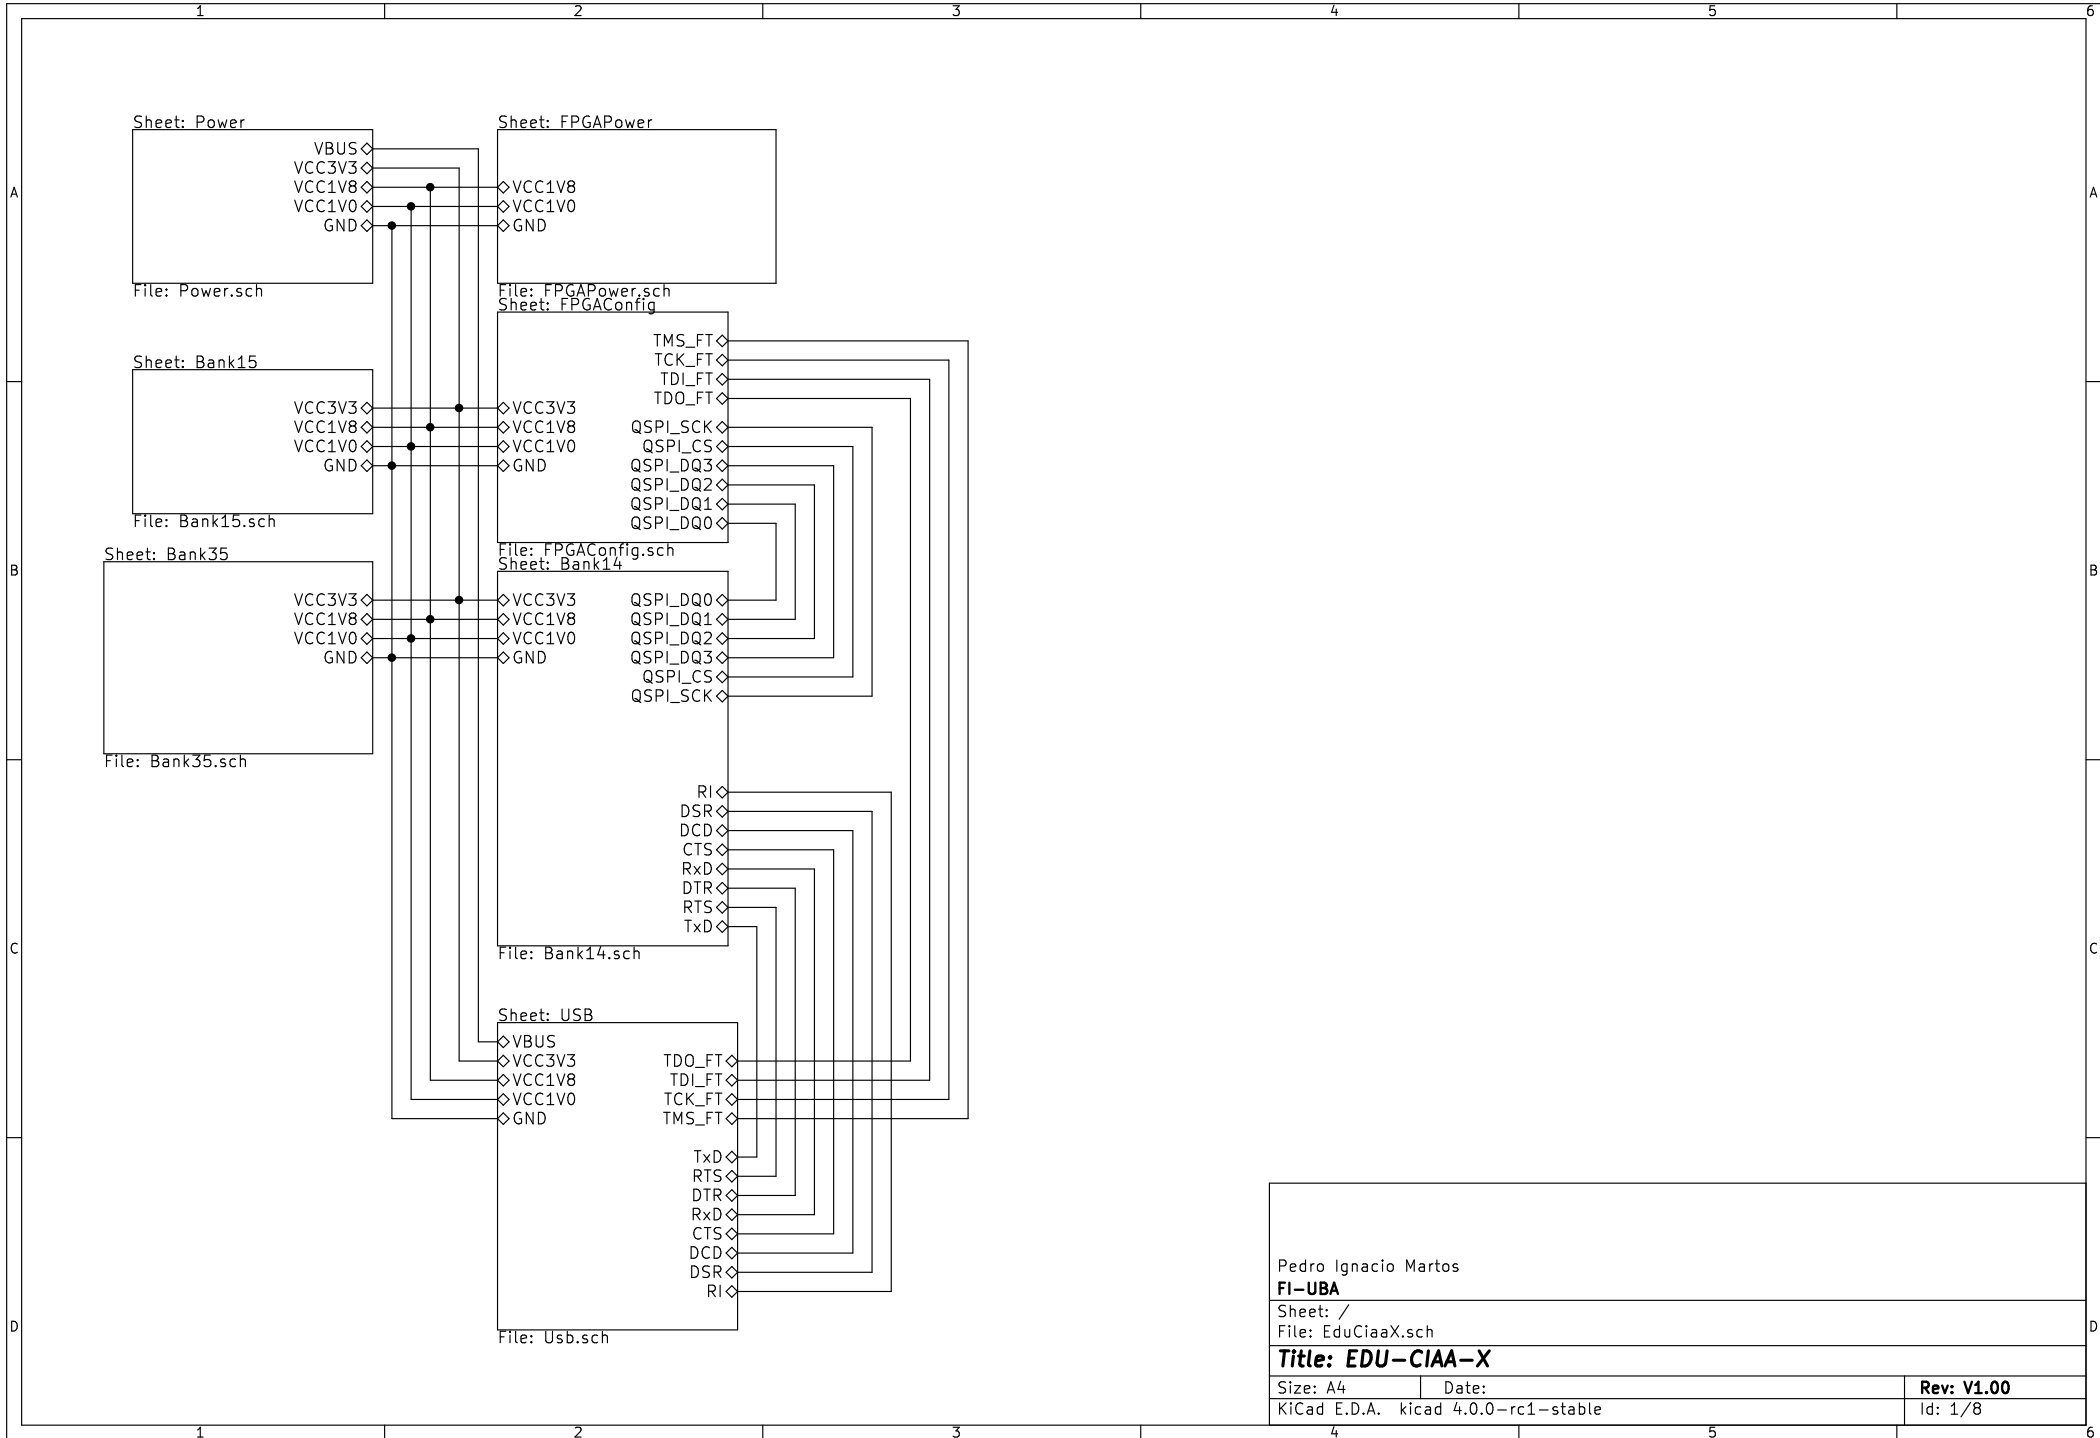 1 2 3 4 5 6
A A
B B
C C
D D
Sheet: Power
VBUS
VCC3V3
VCC1V8
VCC1V0
GND
File: Power.sch
Sheet: FPGAPower
VCC1V8
VCC1V0
GND
File: FPGAPower.sch
Sheet: Bank15
VCC3V3
VCC1V8
VCC1V0
GND
File: Bank15.sch
Sheet: FPGAConfig
TMS_FT
TCK_FT
TDI_FT
TDO_FT
VCC3V3
VCC1V8
VCC1V0
GND
QSPI_SCK
QSPI_CS
QSPI_DQ3
QSPI_DQ2
QSPI_DQ1
QSPI_DQ0
File: FPGAConfig.sch
Sheet: Bank35
VCC3V3
VCC1V8
VCC1V0
GND
File: Bank35.sch
Sheet: Bank14
VCC3V3
VCC1V8
VCC1V0
GND
QSPI_DQ0
QSPI_DQ1
QSPI_DQ2
QSPI_DQ3
QSPI_CS
QSPI_SCK
RI
DSR
DCD
CTS
RxD
DTR
RTS
TxD
File: Bank14.sch
Sheet: USB
VBUS
VCC3V3
VCC1V8
VCC1V0
GND
TDO_FT
TDI_FT
TCK_FT
TMS_FT
TxD
RTS
DTR
RxD
CTS
DCD
DSR
RI
File: Usb.sch
Pedro Ignacio Martos
FI-UBA
Sheet: /
File: EduCiaaX.sch
Title: EDU-CIAA-X
Size: A4 Date: Rev: V1.00
KiCad E.D.A. kicad 4.0.0-rc1-stable Id: 1/8
1 2 3 4 5 6